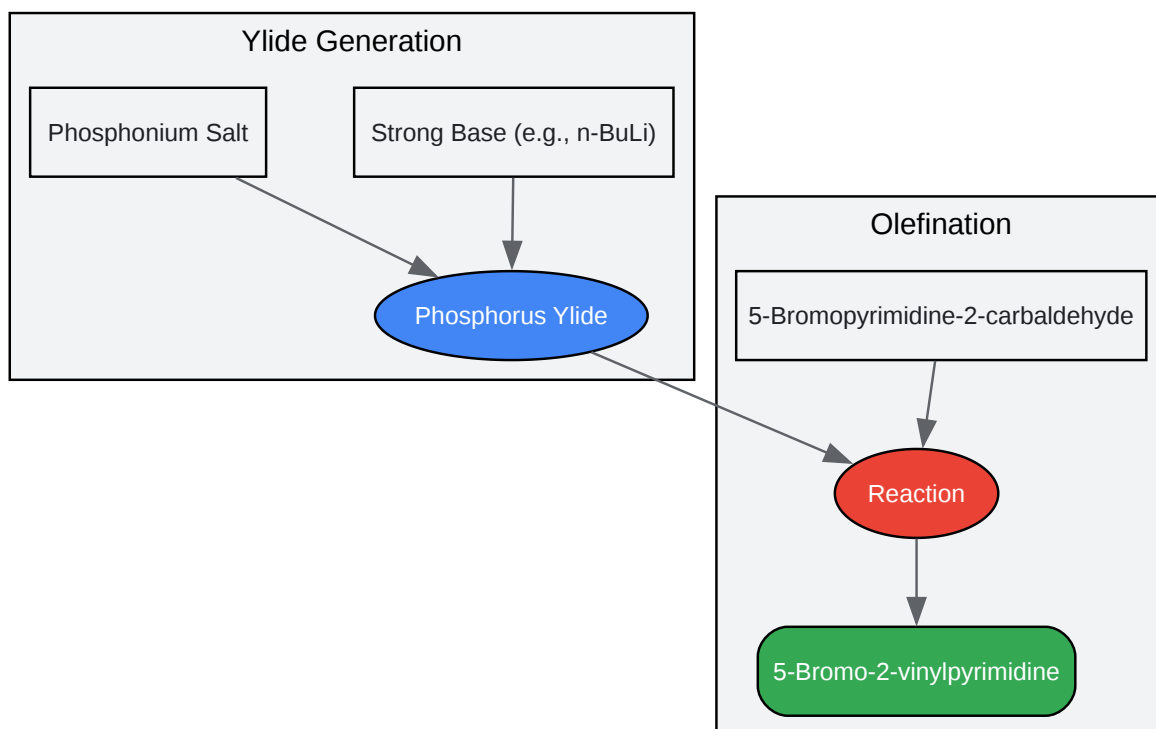 Ylide Generation
Phosphonium Salt
Strong Base (e.g., n-BuLi)
Phosphorus Ylide
Olefination
5-Bromopyrimidine-2-carbaldehyde
Reaction
5-Bromo-2-vinylpyrimidine